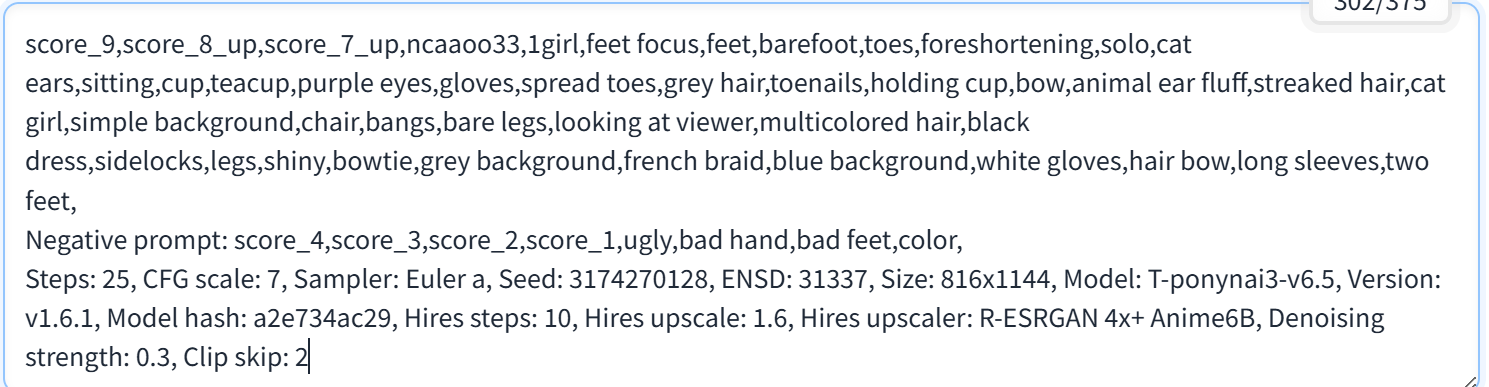 302/375
score_9,score_8_up,score_7_up,ncaaoo33,1girl,feet focus,feet,barefoot,toes,foreshortening,solo,cat
ears,sitting,cup,teacup,purple eyes,gloves,spread toes,grey hair,toenails,holding cup,bow,animal ear fluff,streaked hair,cat
girl,simple background,chair,bangs,bare legs,looking at viewer,multicolored hair,black
dress,sidelocks,legs,shiny,bowtie,grey background,french braid,blue background,white gloves,hair bow,long sleeves,two
feet,
Negative prompt: score_4,score_3,score_2,score_1,ugly,bad hand,bad feet,color,
Steps: 25, CFG scale: 7, Sampler: Euler a, Seed: 3174270128, ENSD: 31337, Size: 816x1144, Model: T-ponynai3-v6.5, Version:
v1.6.1, Model hash: a2e734ac29, Hires steps: 10, Hires upscale: 1.6, Hires upscaler: R-ESRGAN 4x+ Anime6B, Denoising
strength: 0.3, Clip skip: 2